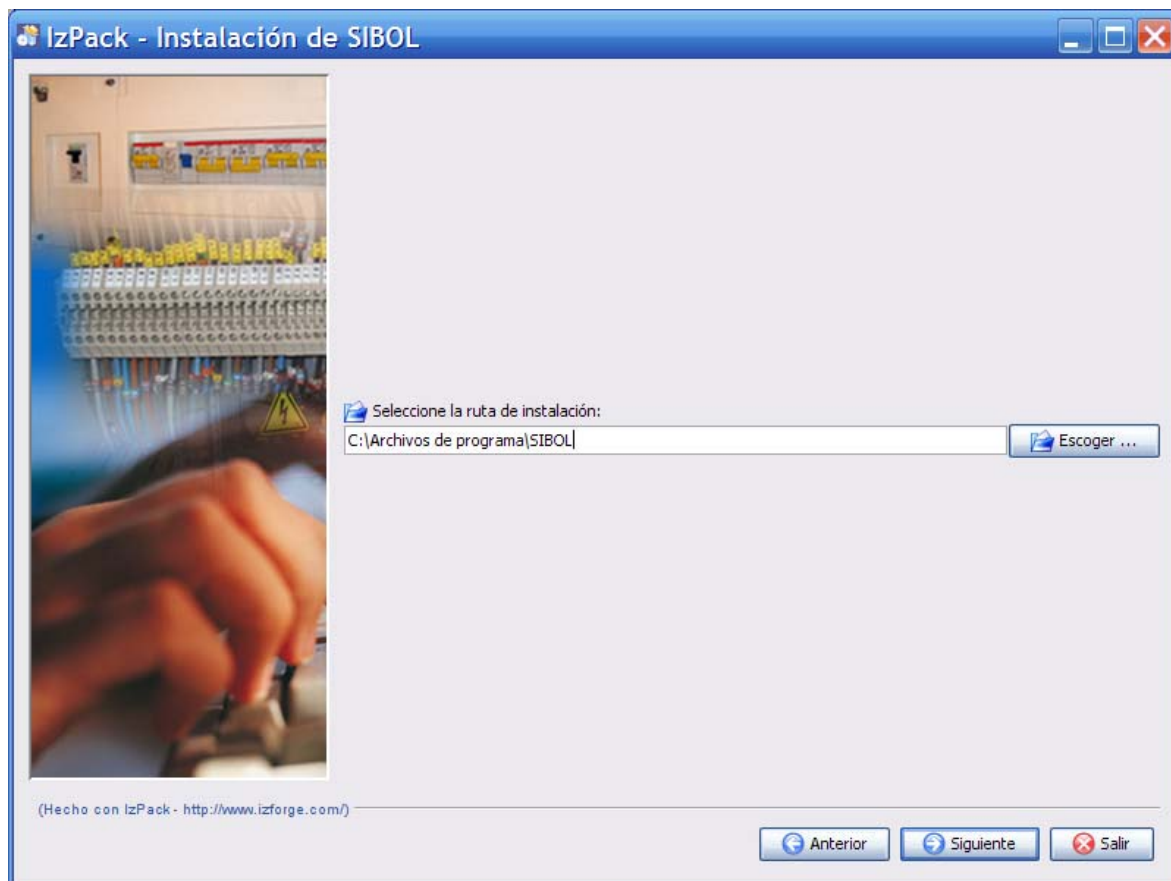 IzPack - Instalación de SIBOL
Seleccione la ruta de instalación:
C:\Archivos de programa\SIBOL
Escoger ...
(Hecho con IzPack - http://www.izforge.com/)
Anterior
Siguiente
Salir